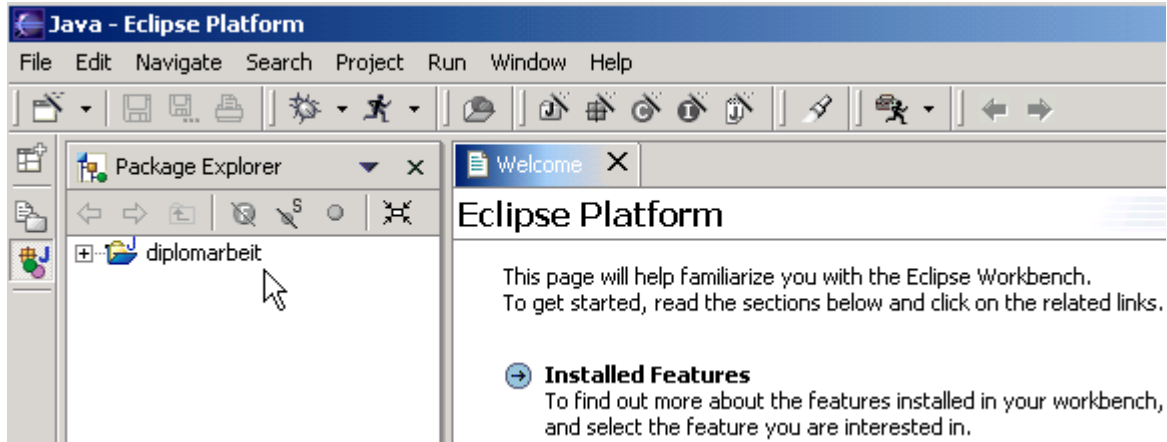 Java - Eclipse Platform
File Edit Navigate Search Project Run Window Help
Package Explorer
Welcome
Eclipse Platform
diplomarbeit
This page will help familiarize you with the Eclipse Workbench.
To get started, read the sections below and click on the related links.
Installed Features
To find out more about the features installed in your workbench,
and select the feature you are interested in.